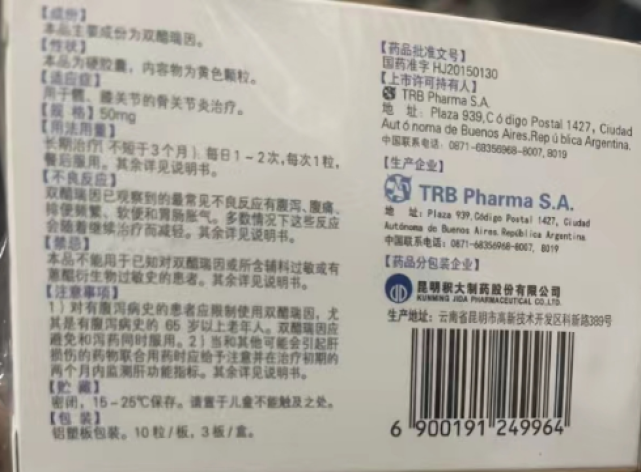 【成份】
本品主要成份为双醋瑞因。
【性状】
本品为硬胶囊，内容物为黄色颗粒。
【适应症】
用于髋、膝关节的骨关节炎治疗。
【规 格】50mg
【用法用量】
长期治疗（不短于3个月）：每日1-2次，每次1粒，
餐后服用。其余详见说明书。
【不良反应】
双醋瑞因已观察到的最常见不良反应有腹泻、腹痛、
排便频繁、软便和胃肠胀气。多数情况下这些反应
会随着继续治疗而减轻。其余详见说明书。
【禁忌】
本品不能用于已知对双醋瑞因或所含辅料过敏或有
蒽醌衍生物过敏史的患者。其余详见说明书。
【注意事项】
1）对有腹泻病史的患者应限制使用双醋瑞因，尤
其是有腹泻病史的 65 岁以上老年人。双醋瑞因应
避免和泻药同时服用。2）当和其他可能会引起肝
损伤的药物联合用药时应给予注意并在治疗初期的
两个月内监测肝功能指标。其余详见说明书。
【贮 藏】
密闭，15-25℃保存。请置于儿童不能触及之处。
【包 装】
铝塑板包装。10粒/板，3板/盒。
【药品批准文号】
国药准字 HJ20150130
【上市许可持有人】
TRB Pharma S.A.
地 址：Plaza 939,Código Postal 1427, Ciudad
Autónoma de Buenos Aires,República Argentina.
中国联系电话：0871-68356968-8007, 8019
【生产企业】
TRB Pharma S.A.
地 址：Plaza 939,Código Postal 1427, Ciudad
Autónoma de Buenos Aires.República Argentina
中国联系电话：0871-68356968-8007, 8019
【药品分包装企业】
昆明积大制药股份有限公司
KUNMING JIDA PHARMACEUTICAL CO.,LTD.
生产地址：云南省昆明市高新技术开发区科新路389号
6 900191 249964